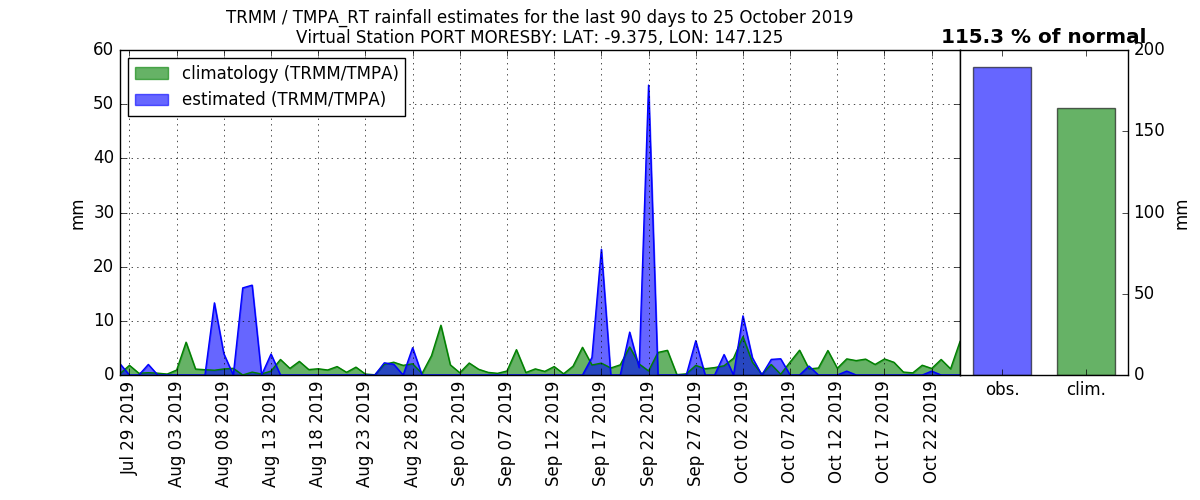 TRMM / TMPA_RT rainfall estimates for the last 90 days to 25 October 2019
Virtual Station PORT MORESBY: LAT: -9.375, LON: 147.125
115.3 % of normal
climatology (TRMM/TMPA)
estimated (TRMM/TMPA)
mm
60
50
40
30
20
10
0
Jul 29 2019
Aug 03 2019
Aug 08 2019
Aug 13 2019
Aug 18 2019
Aug 23 2019
Aug 28 2019
Sep 02 2019
Sep 07 2019
Sep 12 2019
Sep 17 2019
Sep 22 2019
Sep 27 2019
Oct 02 2019
Oct 07 2019
Oct 12 2019
Oct 17 2019
Oct 22 2019
obs.
clim.
200
150
100
50
0
mm